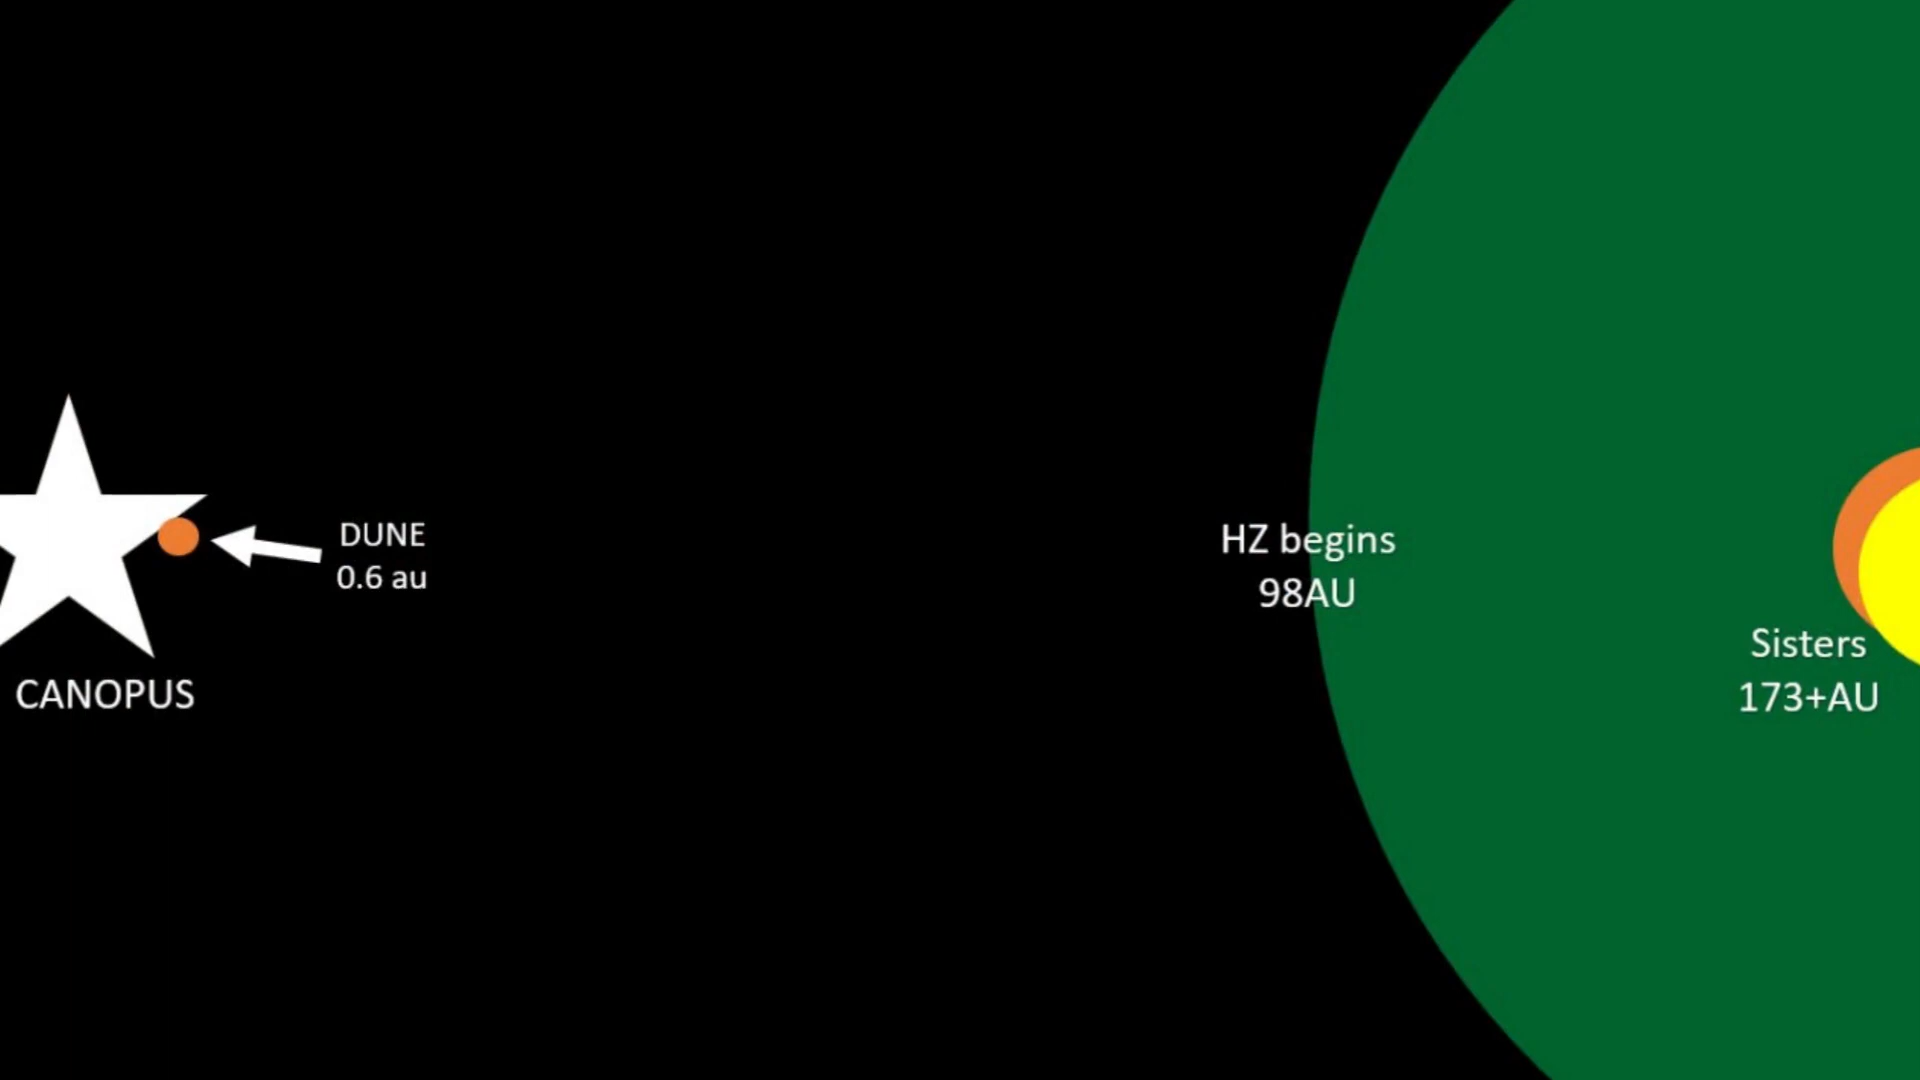 DUNE
0.6 au
CANOPUS
HZ begins
98AU
Sisters
173+AU